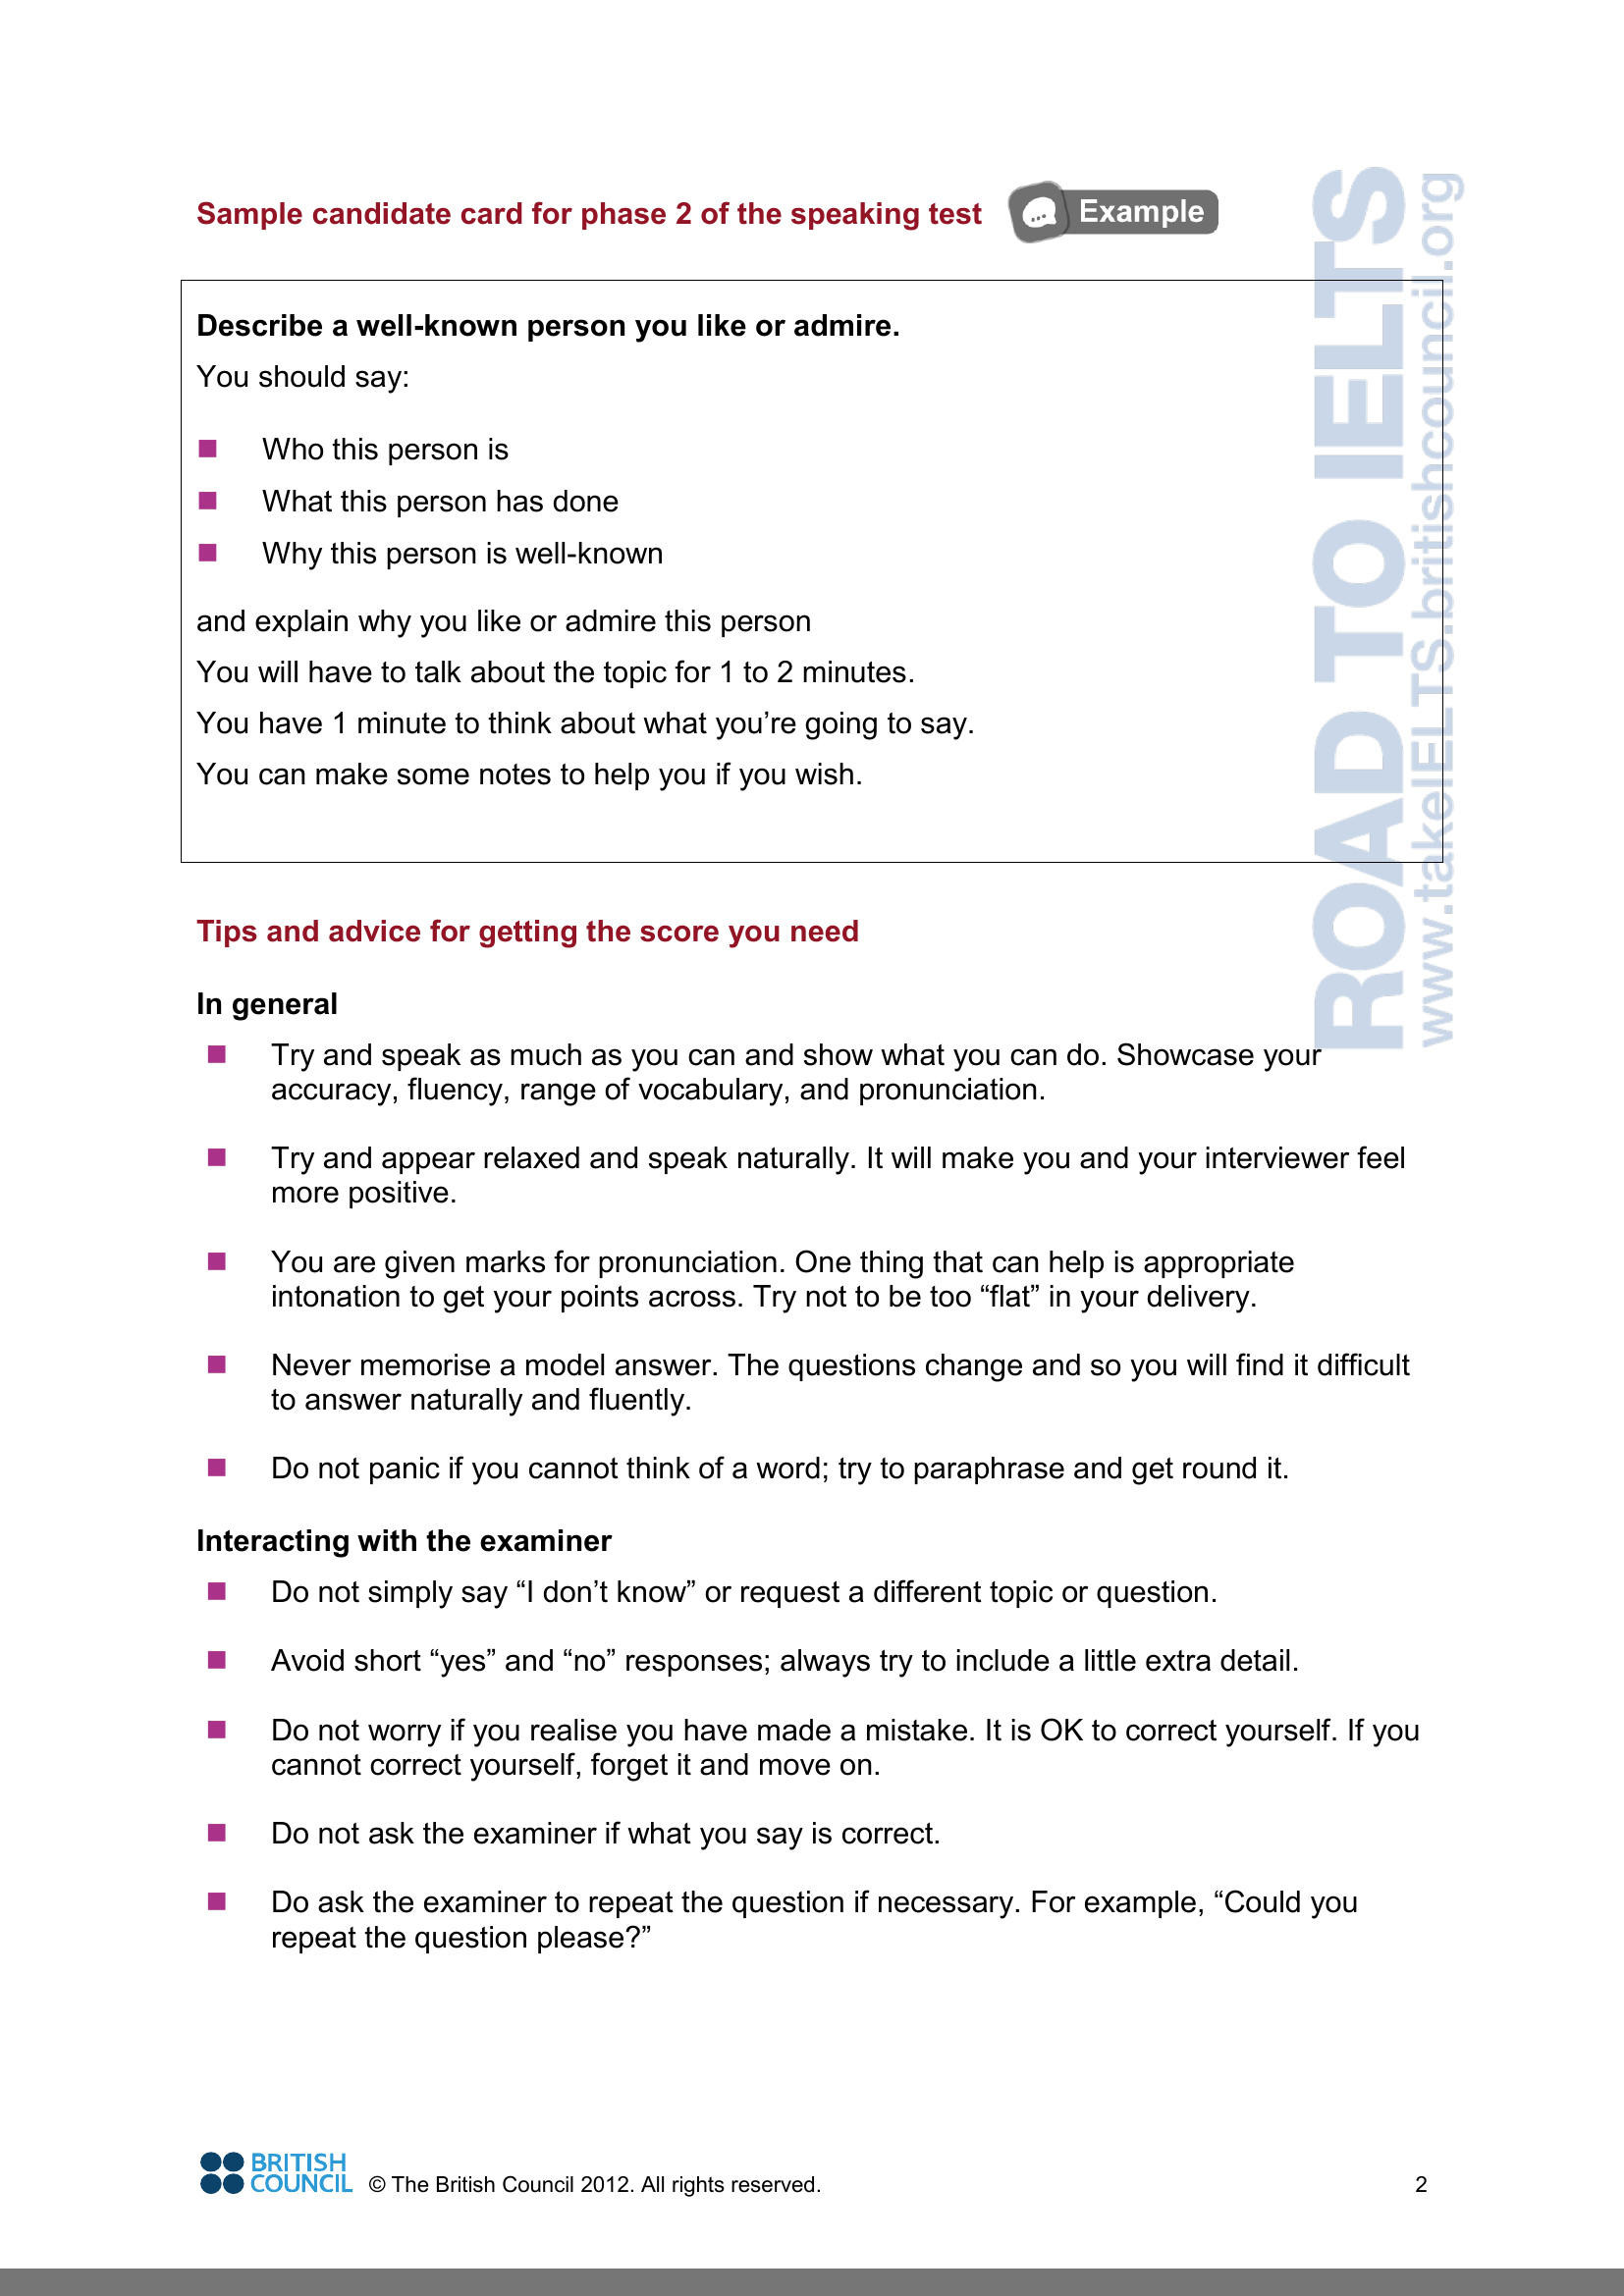 Sample candidate card for phase 2 of the speaking test
Example
Describe a well-known person you like or admire.
You should say:
■ Who this person is
■ What this person has done
■ Why this person is well-known
and explain why you like or admire this person
You will have to talk about the topic for 1 to 2 minutes.
You have 1 minute to think about what you’re going to say.
You can make some notes to help you if you wish.
ROAD TO IELTS
www.takeIELTS.britishcouncil.org
Tips and advice for getting the score you need
In general
■ Try and speak as much as you can and show what you can do. Showcase your
accuracy, fluency, range of vocabulary, and pronunciation.
■ Try and appear relaxed and speak naturally. It will make you and your interviewer feel
more positive.
■ You are given marks for pronunciation. One thing that can help is appropriate
intonation to get your points across. Try not to be too “flat” in your delivery.
■ Never memorise a model answer. The questions change and so you will find it difficult
to answer naturally and fluently.
■ Do not panic if you cannot think of a word; try to paraphrase and get round it.
Interacting with the examiner
■ Do not simply say “I don’t know” or request a different topic or question.
■ Avoid short “yes” and “no” responses; always try to include a little extra detail.
■ Do not worry if you realise you have made a mistake. It is OK to correct yourself. If you
cannot correct yourself, forget it and move on.
■ Do not ask the examiner if what you say is correct.
■ Do ask the examiner to repeat the question if necessary. For example, “Could you
repeat the question please?”
BRITISH
COUNCIL © The British Council 2012. All rights reserved. 2